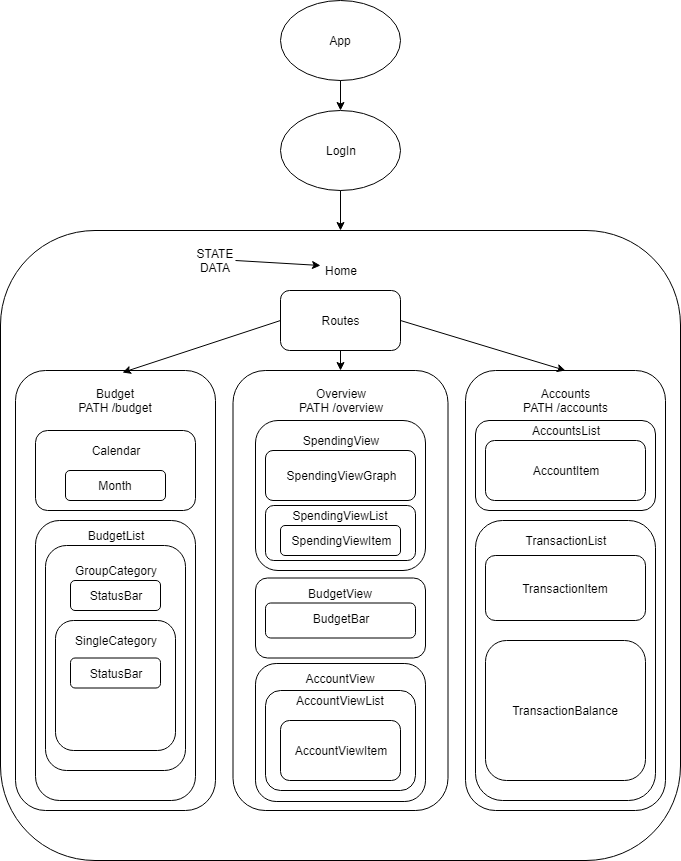 App
LogIn
STATE
DATA
Home
Routes
Budget
PATH /budget
Calendar
Month
BudgetList
GroupCategory
StatusBar
SingleCategory
StatusBar
Overview
PATH /overview
SpendingView
SpendingViewGraph
SpendingViewList
SpendingViewItem
BudgetView
BudgetBar
AccountView
AccountViewList
AccountViewItem
Accounts
PATH /accounts
AccountsList
AccountItem
TransactionList
TransactionItem
TransactionBalance